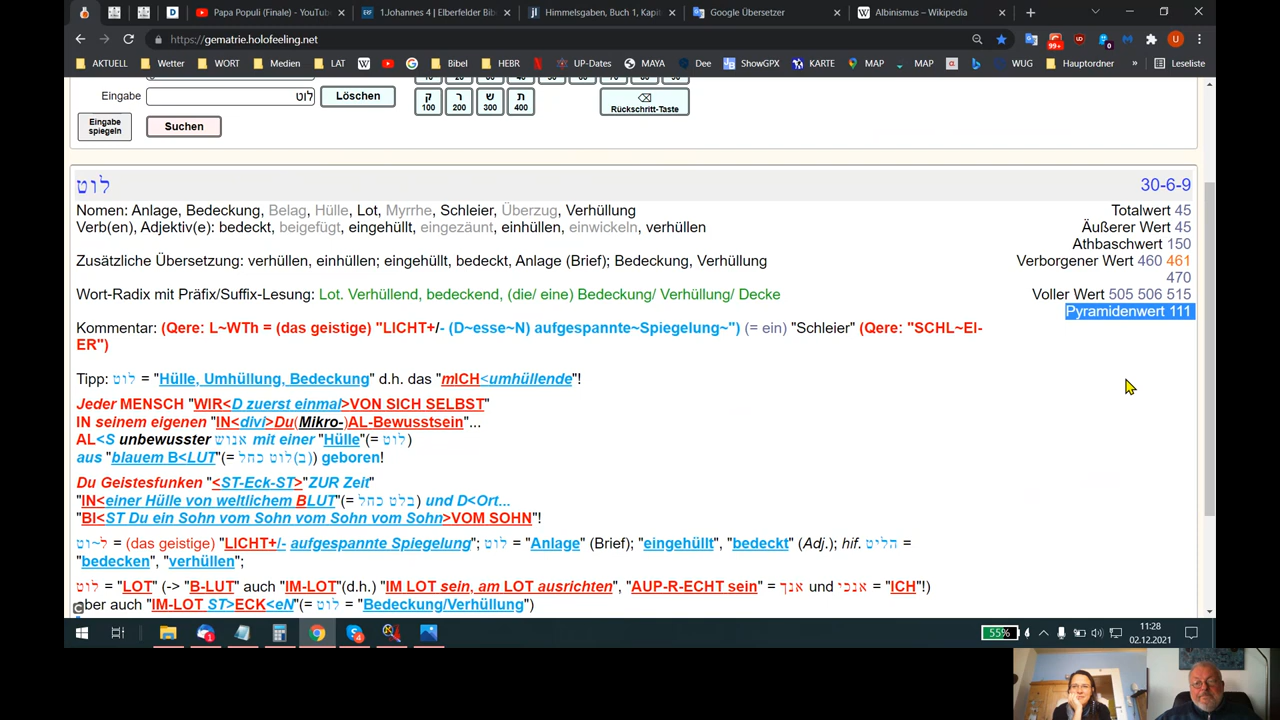 Papa Populi (Finale) - YouTub
1.Johannes 4 | Elberfelder Bib
Himmelsgaben, Buch 1, Kapit
Google Übersetzer
Albinismus – Wikipedia
https://gematrie.holofeeling.net
AKTUELL Wetter WORT Medien LAT Bibel HEBR UP-Dates MAYA Dee ShowGPX KARTE MAP MAP WUG Hauptordner » Leseliste
Eingabe לוט Löschen
ק 100 ר 200 ש 300 ת 400 Rückschritt-Taste
Eingabe spiegeln Suchen
לוט 30-6-9
Nomen: Anlage, Bedeckung, Belag, Hülle, Lot, Myrrhe, Schleier, Überzug, Verhüllung
Totalwert 45
Verb(en), Adjektiv(e): bedeckt, beigefügt, eingehüllt, eingezäunt, einhüllen, einwickeln, verhüllen
Äußerer Wert 45
Athbaschwert 150
Zusätzliche Übersetzung: verhüllen, einhüllen; eingehüllt, bedeckt, Anlage (Brief); Bedeckung, Verhüllung
Verborgener Wert 460 461
470
Wort-Radix mit Präfix/Suffix-Lesung: Lot. Verhüllend, bedeckend, (die/ eine) Bedeckung/ Verhüllung/ Decke
Voller Wert 505 506 515
Pyramidenwert 111
Kommentar: (Qere: L~WTh = (das geistige) "LICHT+/- (D~esse~N) aufgespannte~Spiegelung~") (= ein) "Schleier" (Qere: "SCHL~EI-
ER")
Tipp: לוט = "Hülle, Umhüllung, Bedeckung" d.h. das "mICH<umhüllende"!
Jeder MENSCH "WIR<D zuerst einmal>VON SICH SELBST"
IN seinem eigenen "IN<divi>Du(Mikro-)AL-Bewusstsein"...
AL<S unbewusster אנוש mit einer "Hülle"(= לוט)
aus "blauem B<LUT"(= ב)לוט כחל)) geboren!
Du Geistesfunken "<ST-Eck-ST>"ZUR Zeit"
"IN<einer Hülle von weltlichem BLUT"(= בלט כחל) und D<Ort...
"BI<ST Du ein Sohn vom Sohn vom Sohn vom Sohn>VOM SOHN"!
ל~וט = (das geistige) "LICHT+/- aufgespannte Spiegelung"; לוט = "Anlage" (Brief); "eingehüllt", "bedeckt" (Adj.); hif. הליט =
"bedecken", "verhüllen";
לוט = "LOT" (-> "B-LUT" auch "IM-LOT"(d.h.) "IM LOT sein, am LOT ausrichten", "AUP-R-ECHT sein" = אנך und אנכי = "ICH"!)
aber auch "IM-LOT ST>ECK<eN"(= לוט = "Bedeckung/Verhüllung")
55%
11:28
02.12.2021